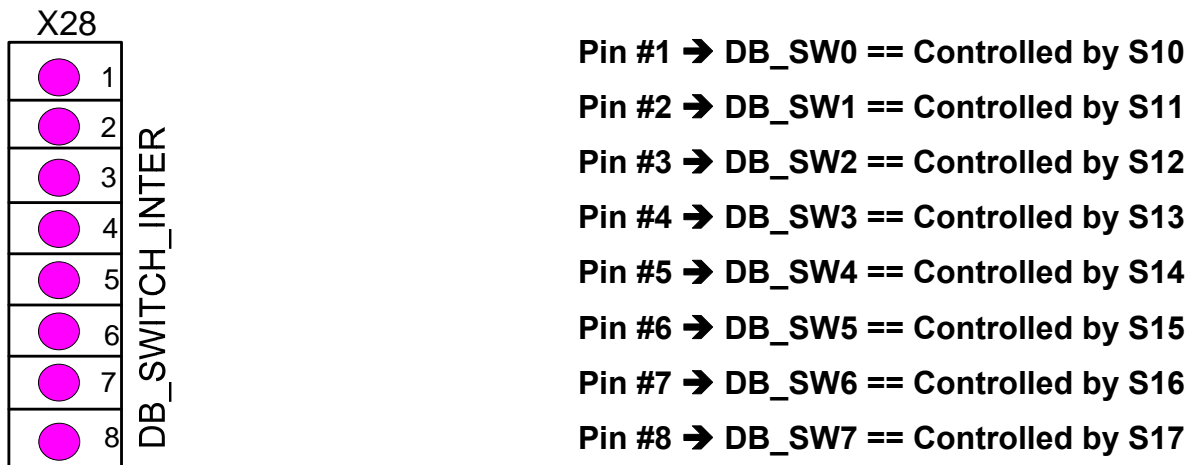 X28
1
2
3
4
5
6
7
8
DB_SWITCH_INTER
Pin #1 ➔ DB_SW0 == Controlled by S10
Pin #2 ➔ DB_SW1 == Controlled by S11
Pin #3 ➔ DB_SW2 == Controlled by S12
Pin #4 ➔ DB_SW3 == Controlled by S13
Pin #5 ➔ DB_SW4 == Controlled by S14
Pin #6 ➔ DB_SW5 == Controlled by S15
Pin #7 ➔ DB_SW6 == Controlled by S16
Pin #8 ➔ DB_SW7 == Controlled by S17